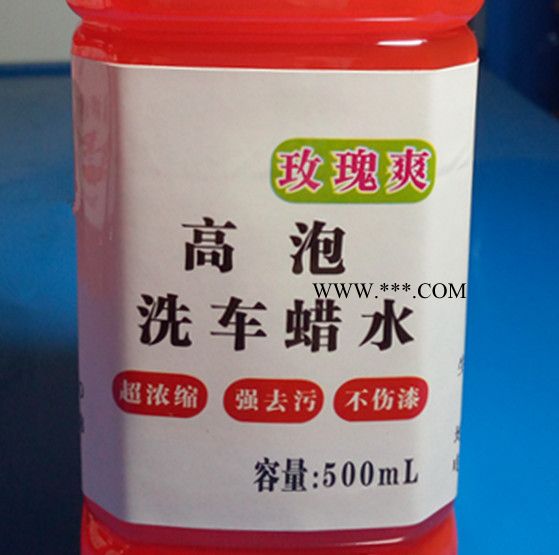 玫瑰爽
高泡
WWW.***.COM
洗车蜡水
超浓缩 强去污 不伤漆
容量:500mL